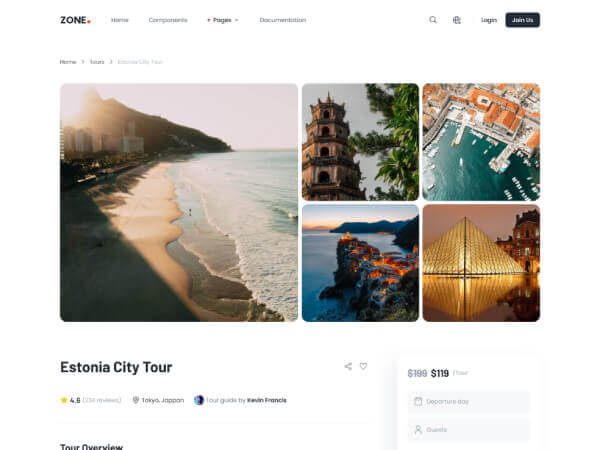 ZONE.
Home
Components
Pages
Documentation
Login
Join Us
Home > Tours > Estonia City Tour
Estonia City Tour
4.6 (234 reviews)
Tokyo, Jappan
Tour guide by Kevin Francis
$199 $119 /Tour
Departure day
Guests
Tour Overview